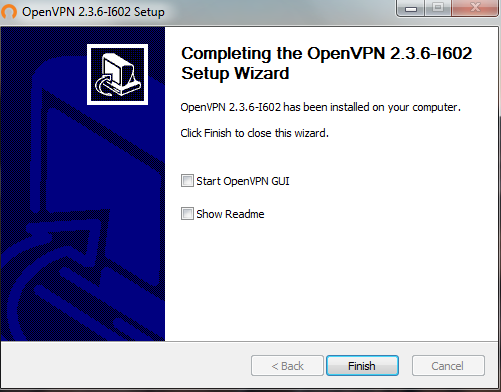 OpenVPN 2.3.6-I602 Setup
Completing the OpenVPN 2.3.6-I602
Setup Wizard
OpenVPN 2.3.6-I602 has been installed on your computer.
Click Finish to close this wizard.
Start OpenVPN GUI
Show Readme
< Back
Finish
Cancel